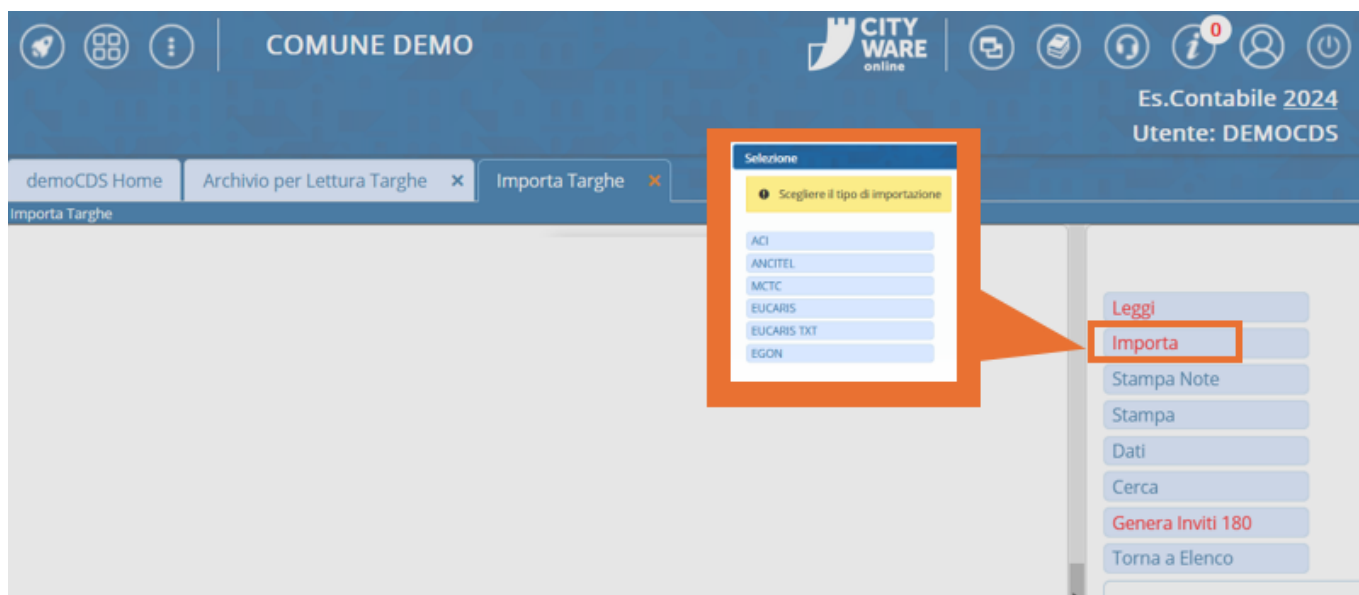 COMUNE DEMO
CITY
WARE
online
0
Es.Contabile 2024
Utente: DEMOCDS
demoCDS Home
Archivio per Lettura Targhe
Importa Targhe
Importa Targhe
Selezione
Scegliere il tipo di importazione
ACI
ANCITEL
MCTC
EUCARIS
EUCARIS TXT
EGON
Leggi
Importa
Stampa Note
Stampa
Dati
Cerca
Genera Inviti 180
Torna a Elenco